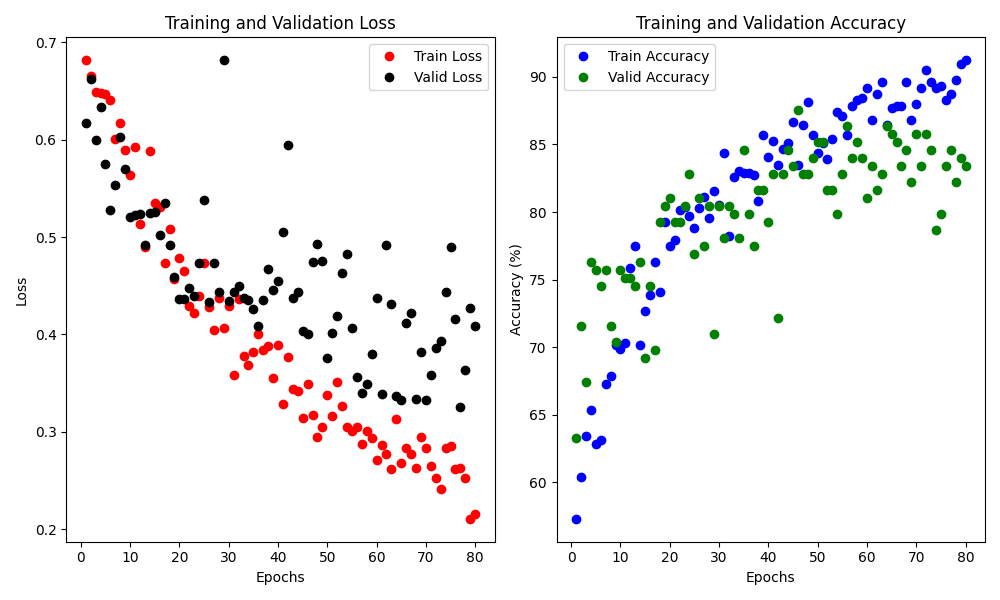 Training and Validation Loss
Train Loss
Valid Loss
0.7
0.6
0.5
0.4
0.3
0.2
Loss
0 10 20 30 40 50 60 70 80
Epochs
Training and Validation Accuracy
Train Accuracy
Valid Accuracy
90
85
80
75
70
65
60
Accuracy (%)
0 10 20 30 40 50 60 70 80
Epochs